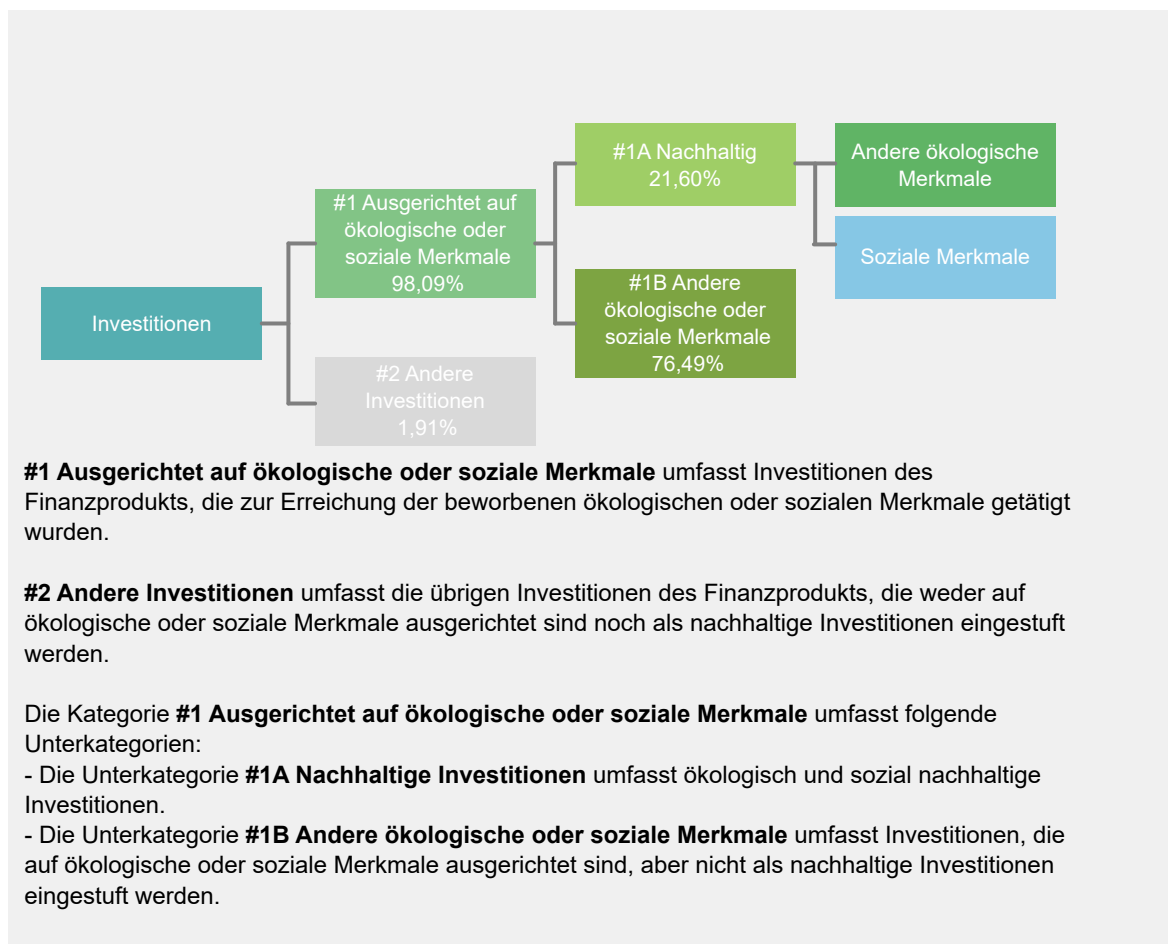 Investitionen
#1 Ausgerichtet auf
ökologische oder
soziale Merkmale
98,09%
#2 Andere
Investitionen
1,91%
#1A Nachhaltig
21,60%
#1B Andere
ökologische oder
soziale Merkmale
76,49%
Andere ökologische
Merkmale
Soziale Merkmale
#1 Ausgerichtet auf ökologische oder soziale Merkmale umfasst Investitionen des
Finanzprodukts, die zur Erreichung der beworbenen ökologischen oder sozialen Merkmale getätigt
wurden.
#2 Andere Investitionen umfasst die übrigen Investitionen des Finanzprodukts, die weder auf
ökologische oder soziale Merkmale ausgerichtet sind noch als nachhaltige Investitionen eingestuft
werden.
Die Kategorie #1 Ausgerichtet auf ökologische oder soziale Merkmale umfasst folgende
Unterkategorien:
- Die Unterkategorie #1A Nachhaltige Investitionen umfasst ökologisch und sozial nachhaltige
Investitionen.
- Die Unterkategorie #1B Andere ökologische oder soziale Merkmale umfasst Investitionen, die
auf ökologische oder soziale Merkmale ausgerichtet sind, aber nicht als nachhaltige Investitionen
eingestuft werden.